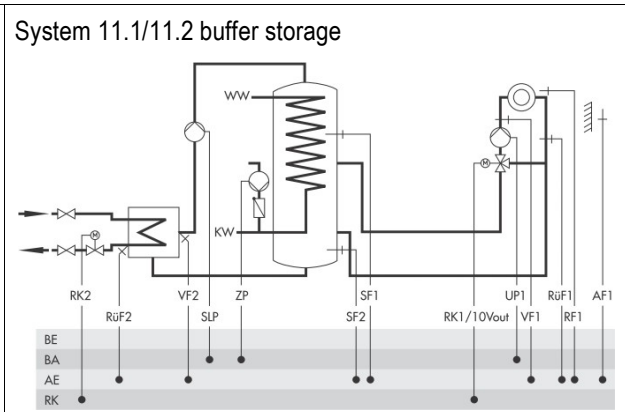 System 11.1/11.2 buffer storage
WW
M
KW
M
RK2 VF2 ZP SF1 UP1 RüF1 AF1
RüF2 SLP SF2 RK1/10Vout VF1 RF1
BE
BA
AE
RK